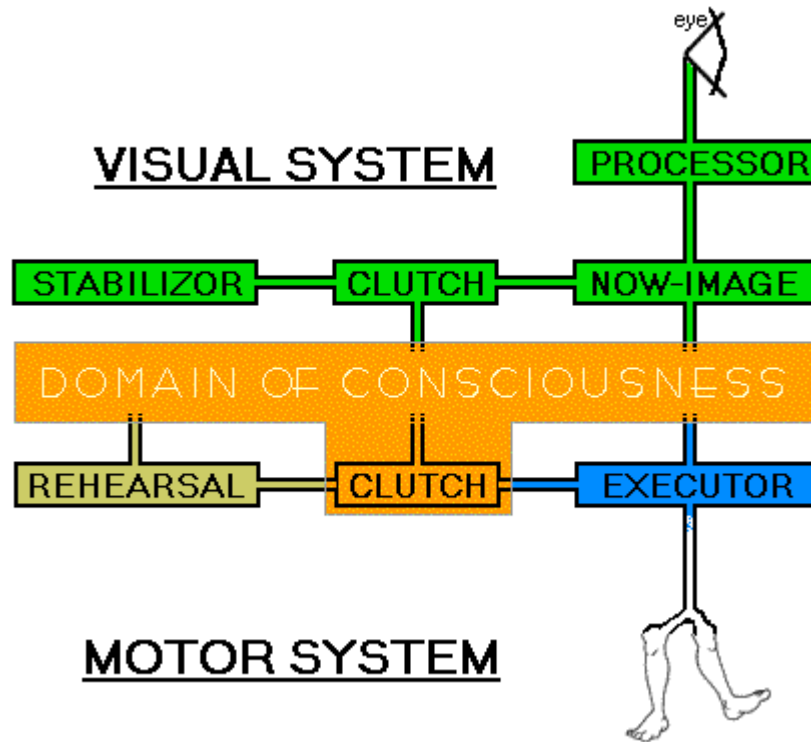 eye
VISUAL SYSTEM
PROCESSOR
STABILIZOR
CLUTCH
NOW-IMAGE
DOMAIN OF CONSCIOUSNESS
REHEARSAL
CLUTCH
EXECUTOR
MOTOR SYSTEM